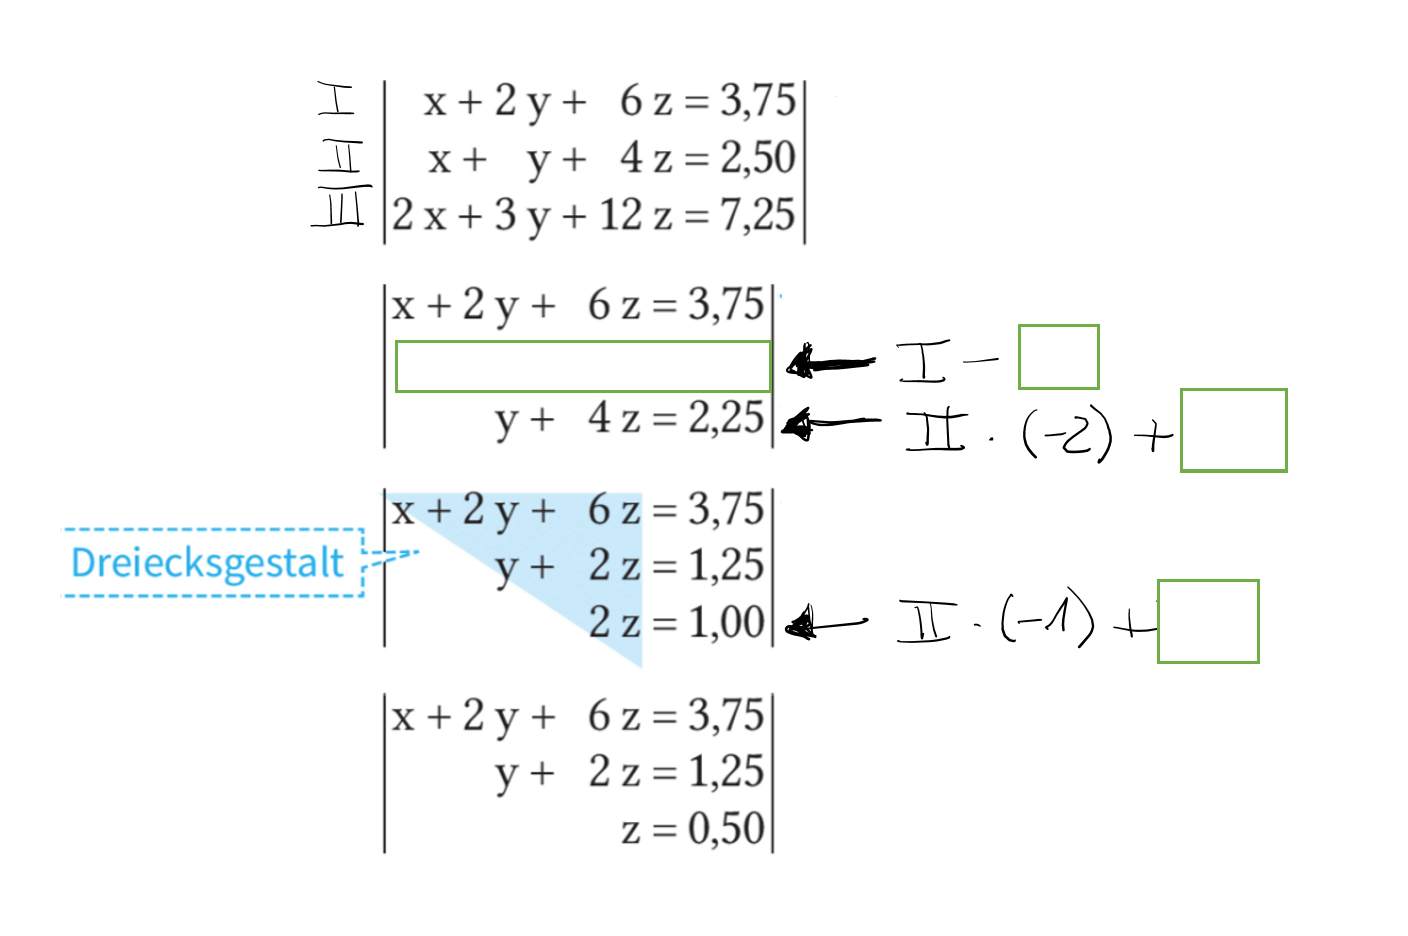 I x + 2 y + 6 z = 3,75
II x + y + 4 z = 2,50
III 2 x + 3 y + 12 z = 7,25
x + 2 y + 6 z = 3,75
I –
y + 4 z = 2,25 II · (-2) +
x + 2 y + 6 z = 3,75
Dreiecksgestalt y + 2 z = 1,25
2 z = 1,00 II · (-1) +
x + 2 y + 6 z = 3,75
y + 2 z = 1,25
z = 0,50